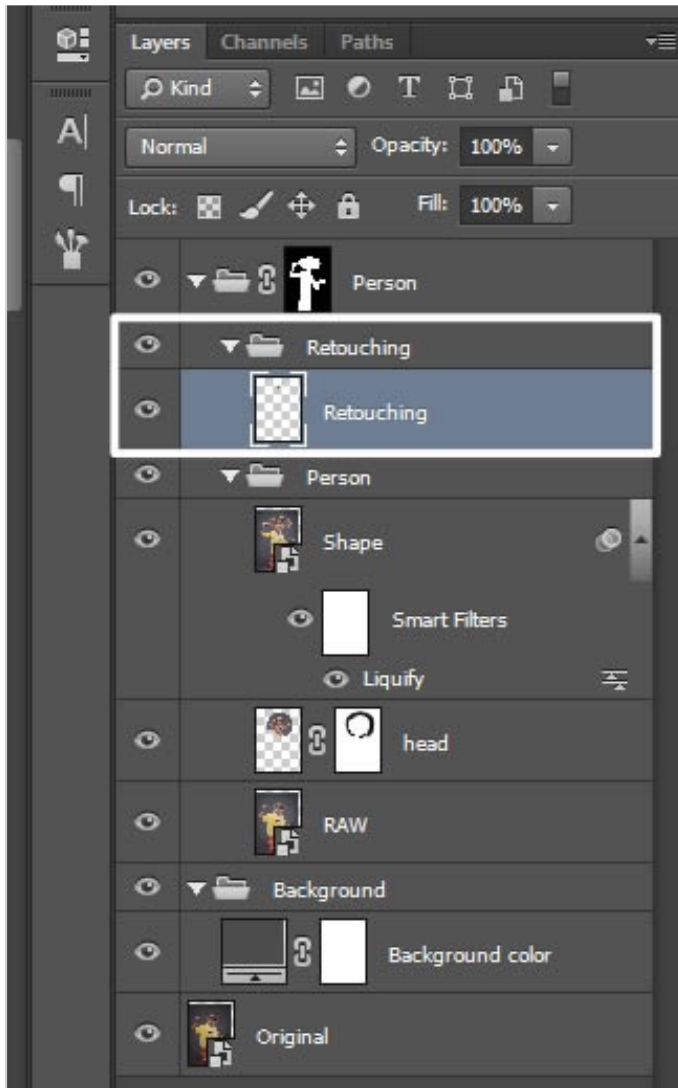 Layers Channels Paths
Kind T
Normal Opacity: 100%
Lock: Fill: 100%
A
Person
Retouching
Retouching
Person
Shape
Smart Filters
Liquify
head
RAW
Background
Background color
Original